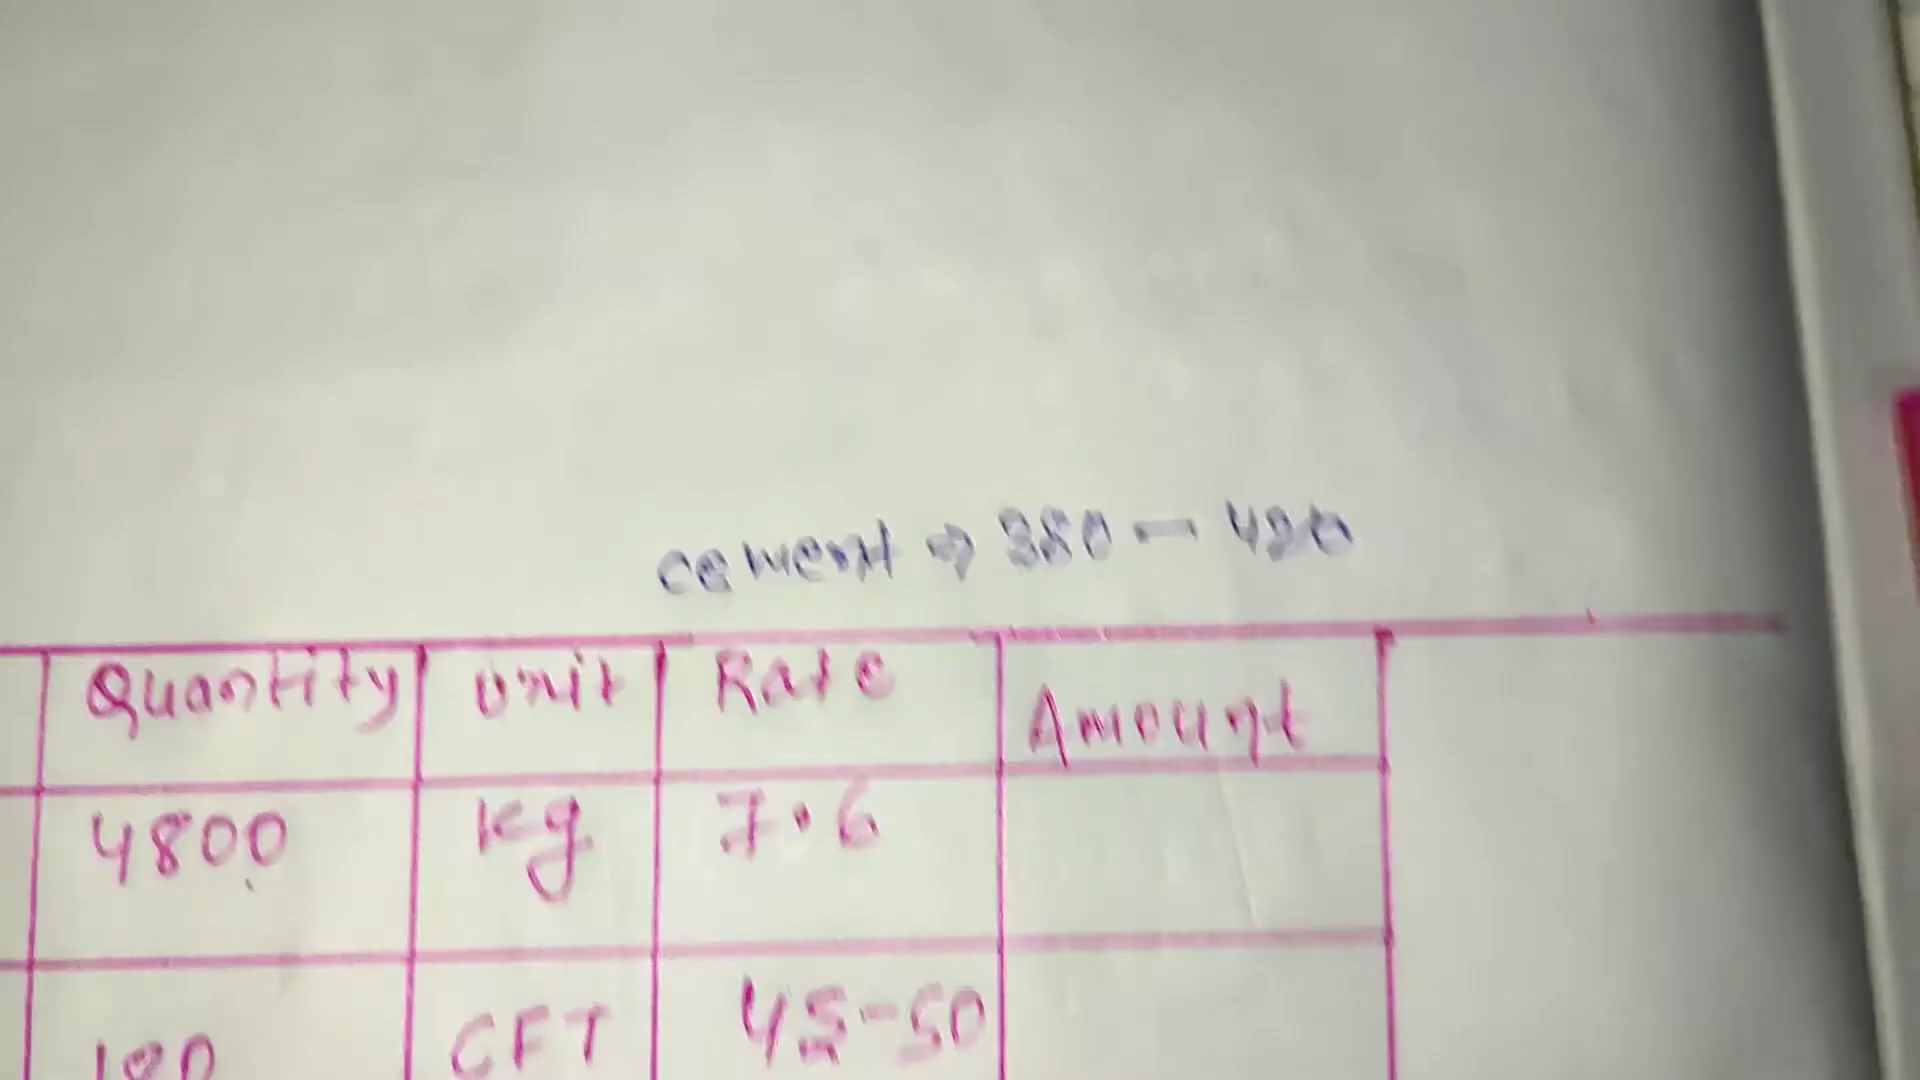 cement ⇒ 380 - 420
Quantity Unit Rate Amount
4800 kg 7.6
CFT 45-50